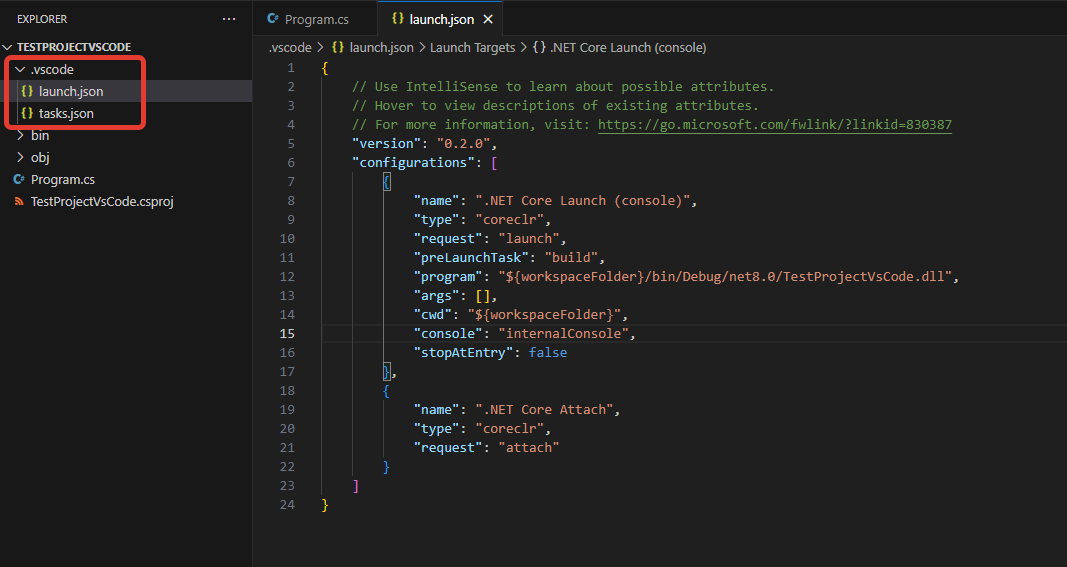 EXPLORER
TESTPROJECTVSCODE
.vscode
{} launch.json
{} tasks.json
bin
obj
C# Program.cs
TestProjectVsCode.csproj
C# Program.cs
{} launch.json
.vscode > {} launch.json > Launch Targets > {} .NET Core Launch (console)
1 {
2 // Use IntelliSense to learn about possible attributes.
3 // Hover to view descriptions of existing attributes.
4 // For more information, visit: https://go.microsoft.com/fwlink/?linkid=830387
5 "version": "0.2.0",
6 "configurations": [
7 {
8 "name": ".NET Core Launch (console)",
9 "type": "coreclr",
10 "request": "launch",
11 "preLaunchTask": "build",
12 "program": "${workspaceFolder}/bin/Debug/net8.0/TestProjectVsCode.dll",
13 "args": [],
14 "cwd": "${workspaceFolder}",
15 "console": "internalConsole",
16 "stopAtEntry": false
17 },
18 {
19 "name": ".NET Core Attach",
20 "type": "coreclr",
21 "request": "attach"
22 }
23 ]
24 }